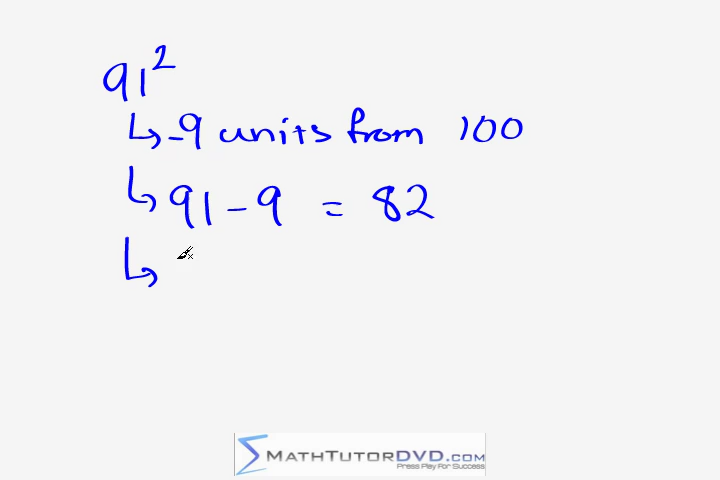 91²
↳ -9 units from 100
↳ 91 - 9 = 82
↳
MATHTUTORDVD.COM
Press Play For Success